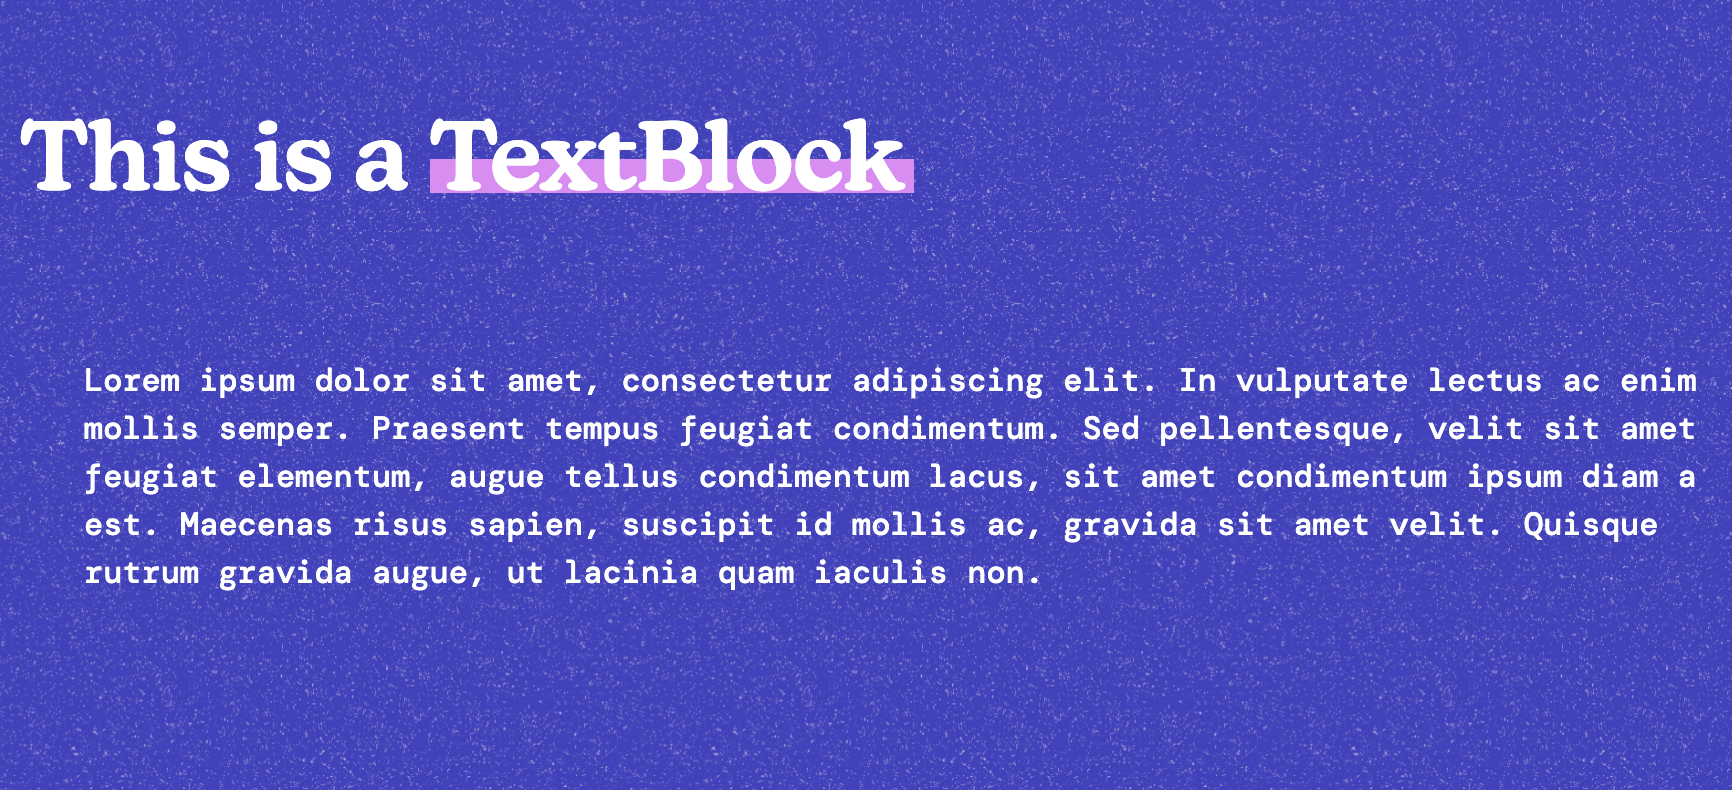 This is a TextBlock
Lorem ipsum dolor sit amet, consectetur adipiscing elit. In vulputate lectus ac enim
mollis semper. Praesent tempus feugiat condimentum. Sed pellentesque, velit sit amet
feugiat elementum, augue tellus condimentum lacus, sit amet condimentum ipsum diam a
est. Maecenas risus sapien, suscipit id mollis ac, gravida sit amet velit. Quisque
rutrum gravida augue, ut lacinia quam iaculis non.